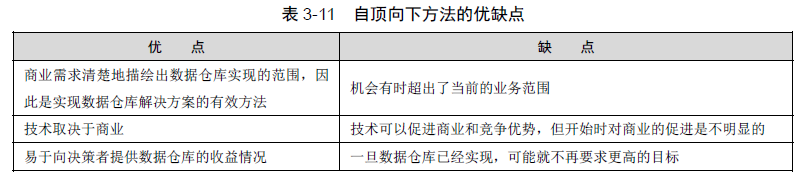 表 3-11 自顶向下方法的优缺点
优 点 缺 点
商业需求清楚地描绘出数据仓库实现的范围，因
此是实现数据仓库解决方案的有效方法
机会有时超出了当前的业务范围
技术取决于商业 技术可以促进商业和竞争优势，但开始时对商业的促进是不明显的
易于向决策者提供数据仓库的收益情况 一旦数据仓库已经实现，可能就不再要求更高的目标